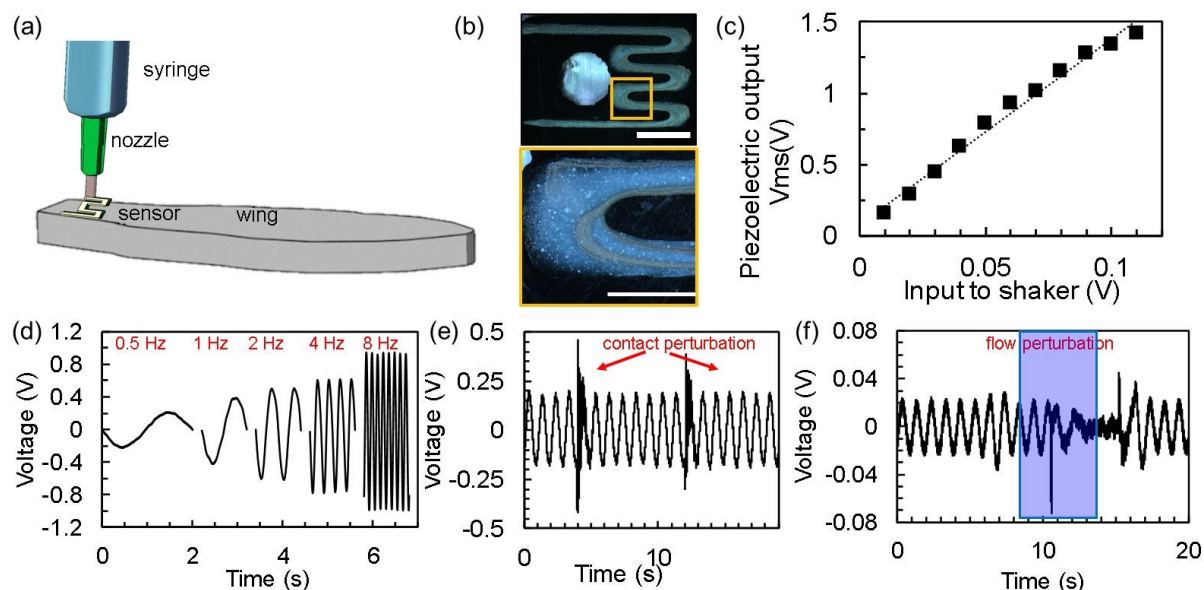 (a)
syringe
nozzle
sensor wing
(b)
(c)
Piezoelectric output
Vms(V)
1.5
1
0.5
0
0 0.05 0.1
Input to shaker (V)
(d)
Voltage (V)
1.2
0.8
0.4
0
-0.4
-0.8
-1.2
0.5 Hz 1 Hz 2 Hz 4 Hz 8 Hz
0 2 4 6 8
Time (s)
(e)
Voltage (V)
0.5
0.25
0
-0.25
-0.5
contact perturbation
0 10
Time (s)
(f)
Voltage (V)
0.08
0.04
0
-0.04
-0.08
flow perturbation
0 10 20
Time (s)